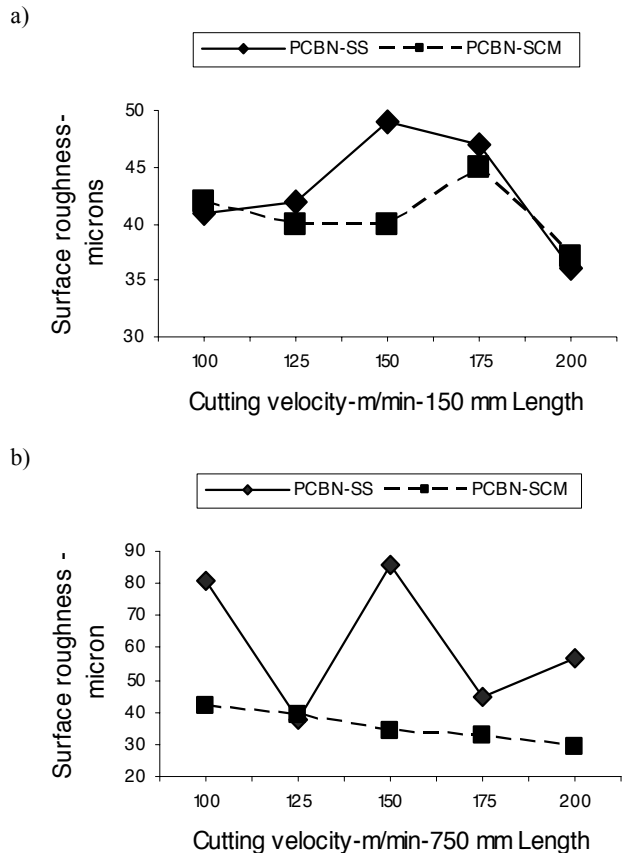 a)
PCBN-SS PCBN-SCM
Surface roughness-
microns
50
45
40
35
30
100 125 150 175 200
Cutting velocity-m/min-150 mm Length
b)
PCBN-SS PCBN-SCM
Surface roughness -
micron
90
80
70
60
50
40
30
20
100 125 150 175 200
Cutting velocity-m/min-750 mm Length